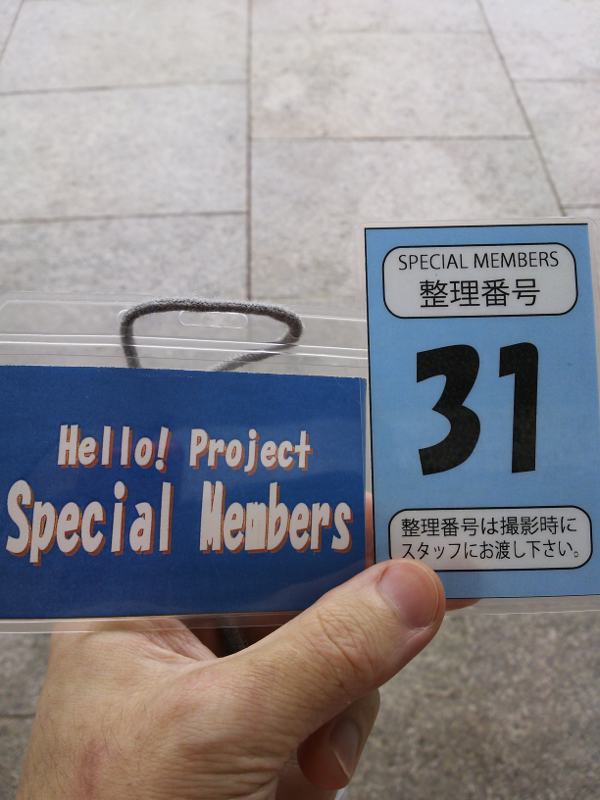 Hello! Project
Special Members
SPECIAL MEMBERS
整理番号
31
整理番号は撮影時に
スタッフにお渡し下さい。